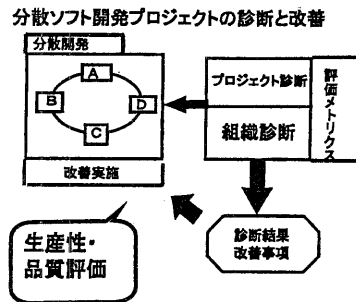 分散ソフト開発プロジェクトの診断と改善
分散開発
A
B
D
C
改善実施
プロジェクト診断
組織診断
評価メトリクス
生産性・
品質評価
診断結果
改善事項